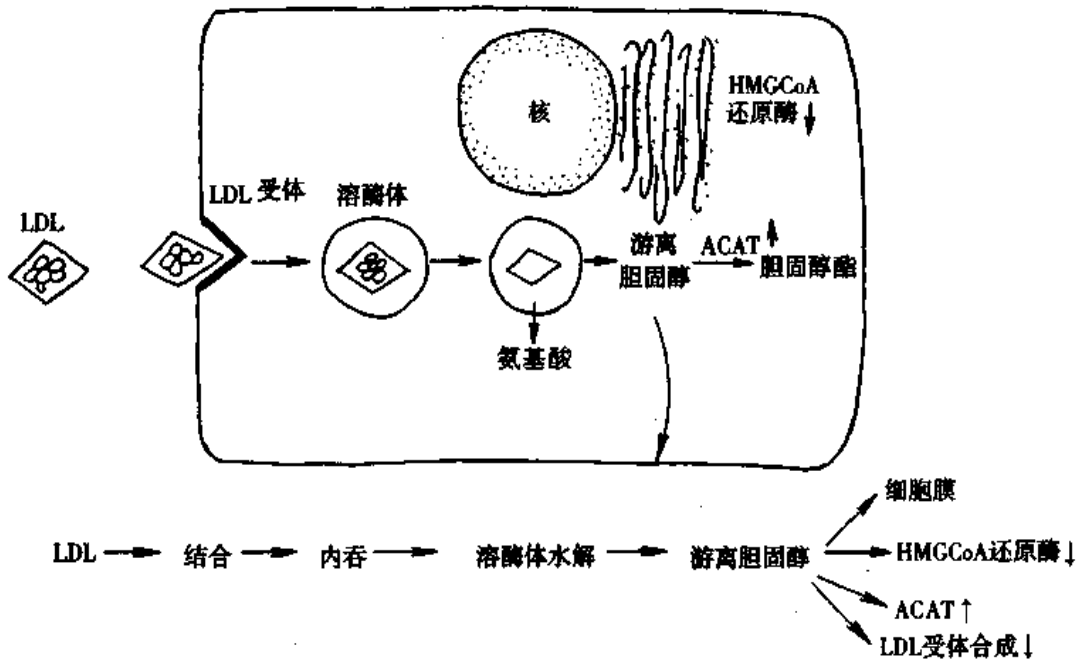 核
HMGCoA
还原酶↓
LDL 受体
溶酶体
LDL
游离
胆固醇
ACAT↑
胆固醇酯
氨基酸
LDL → 结合 → 内吞 → 溶酶体水解 → 游离胆固醇
细胞膜
HMGCoA还原酶↓
ACAT↑
LDL受体合成↓